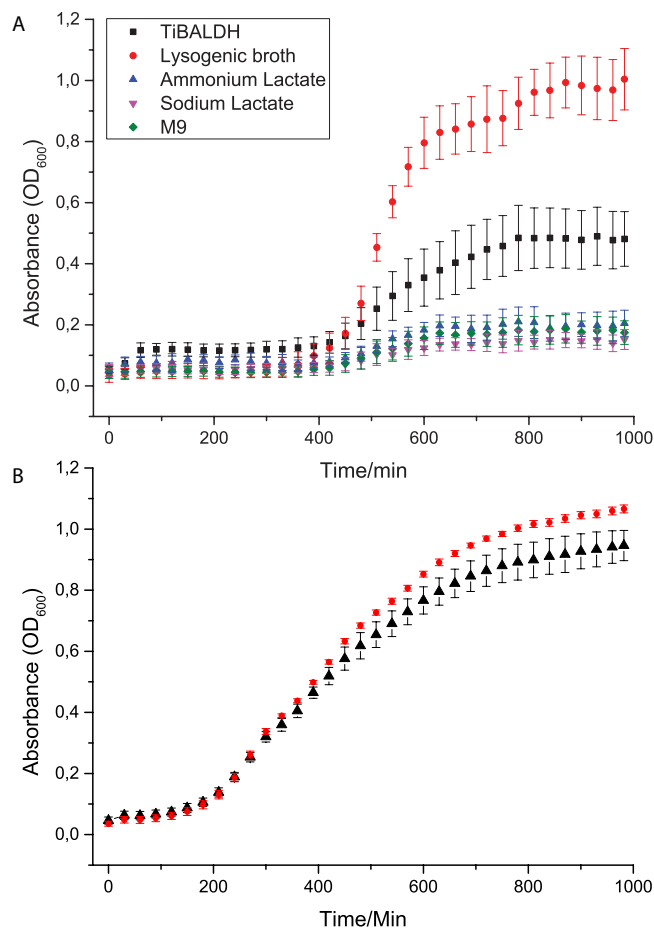 A
TiBALDH
Lysogenic broth
Ammonium Lactate
Sodium Lactate
M9
1,2
1,0
0,8
0,6
0,4
0,2
0,0
Absorbance (OD600)
0 200 400 600 800 1000
Time/min
B
1,2
1,0
0,8
0,6
0,4
0,2
0,0
Absorbance (OD600)
0 200 400 600 800 1000
Time/Min